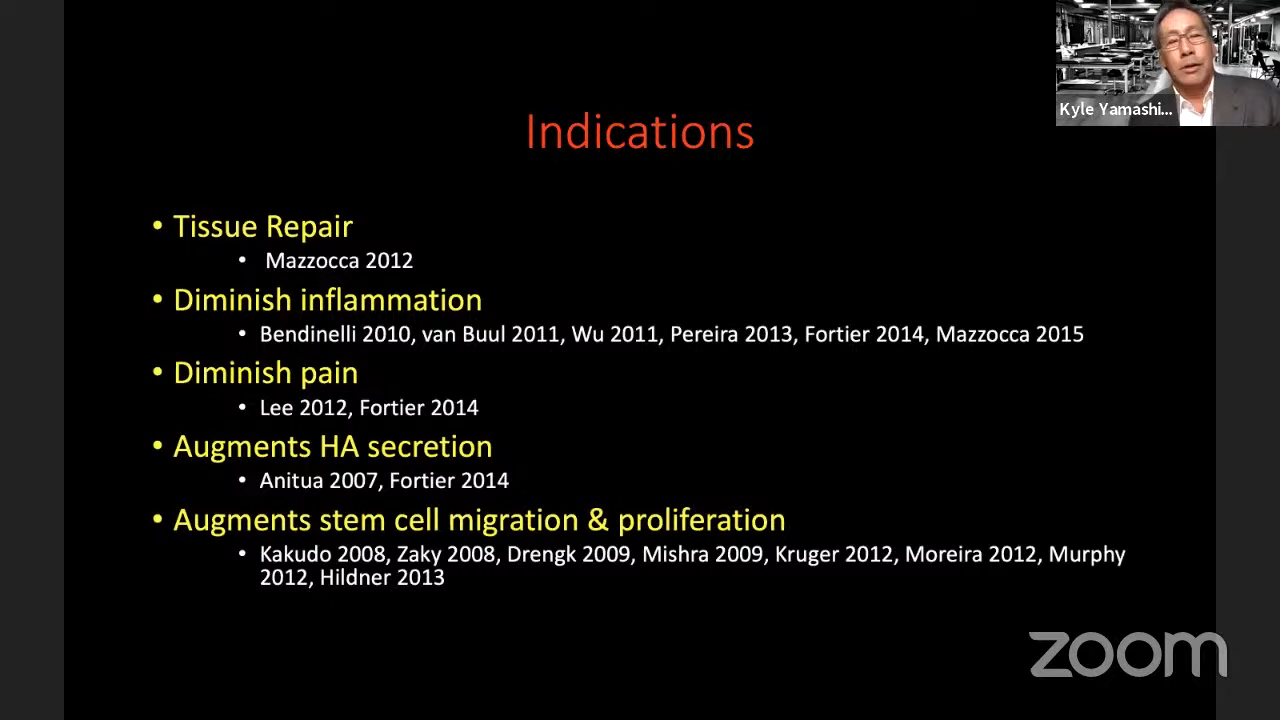 Kyle Yamashi...
Indications
• Tissue Repair
• Mazzocca 2012
• Diminish inflammation
• Bendinelli 2010, van Buul 2011, Wu 2011, Pereira 2013, Fortier 2014, Mazzocca 2015
• Diminish pain
• Lee 2012, Fortier 2014
• Augments HA secretion
• Anitua 2007, Fortier 2014
• Augments stem cell migration & proliferation
• Kakudo 2008, Zaky 2008, Drengk 2009, Mishra 2009, Kruger 2012, Moreira 2012, Murphy
2012, Hildner 2013
zoom